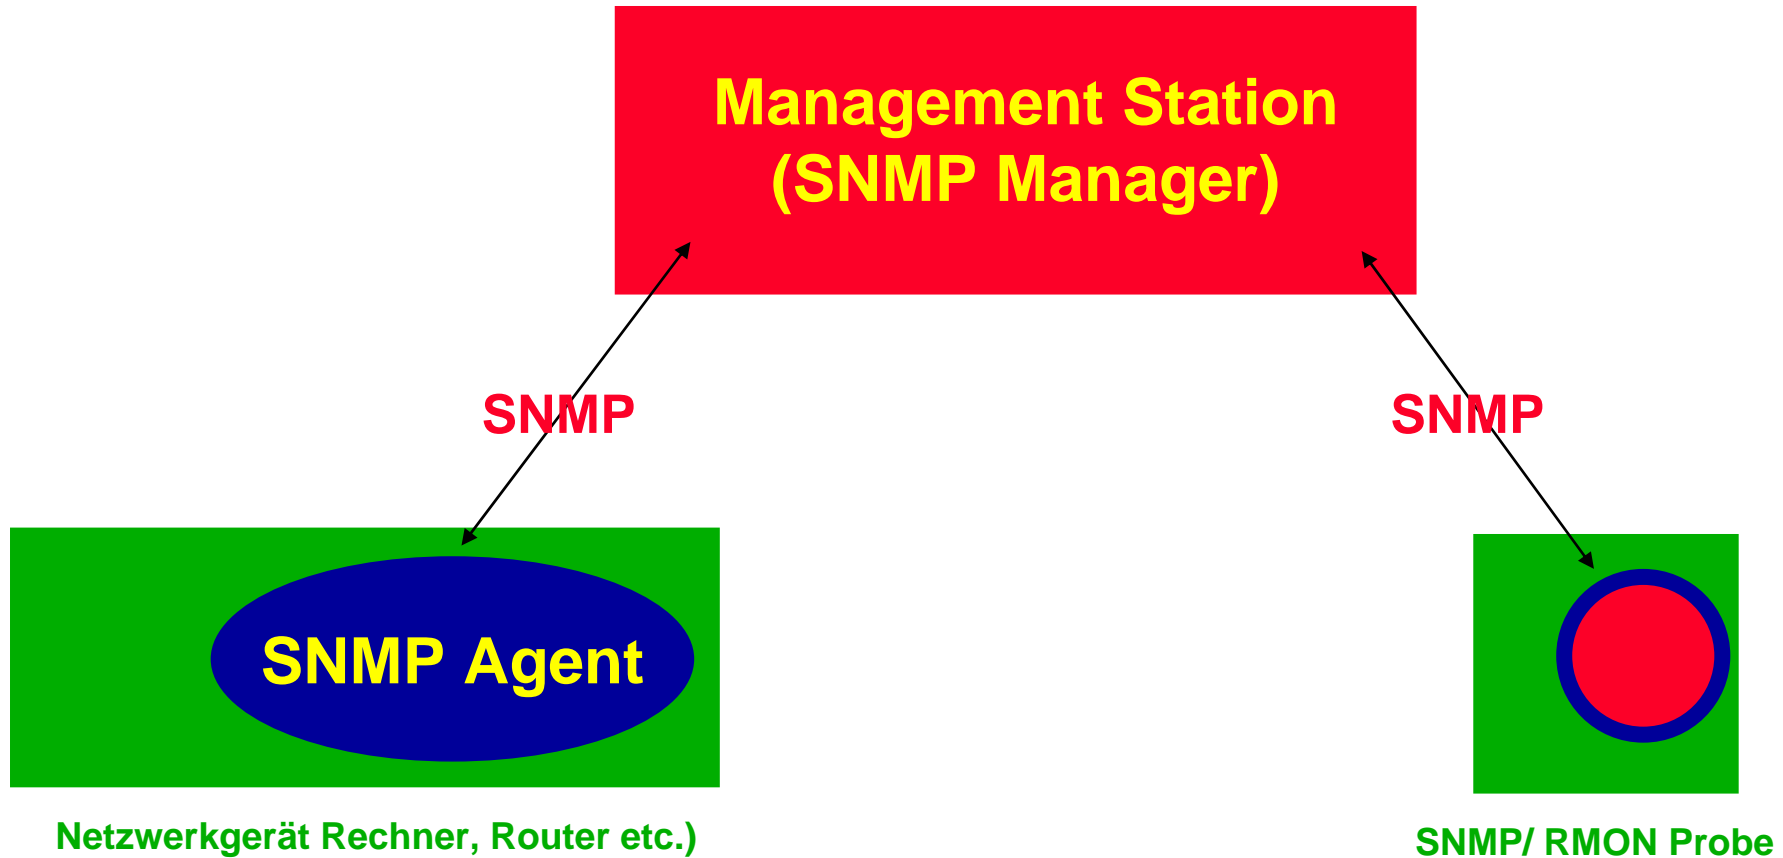 Management Station
(SNMP Manager)
SNMP
SNMP
SNMP Agent
Netzwerkgerät Rechner, Router etc.)
SNMP/ RMON Probe